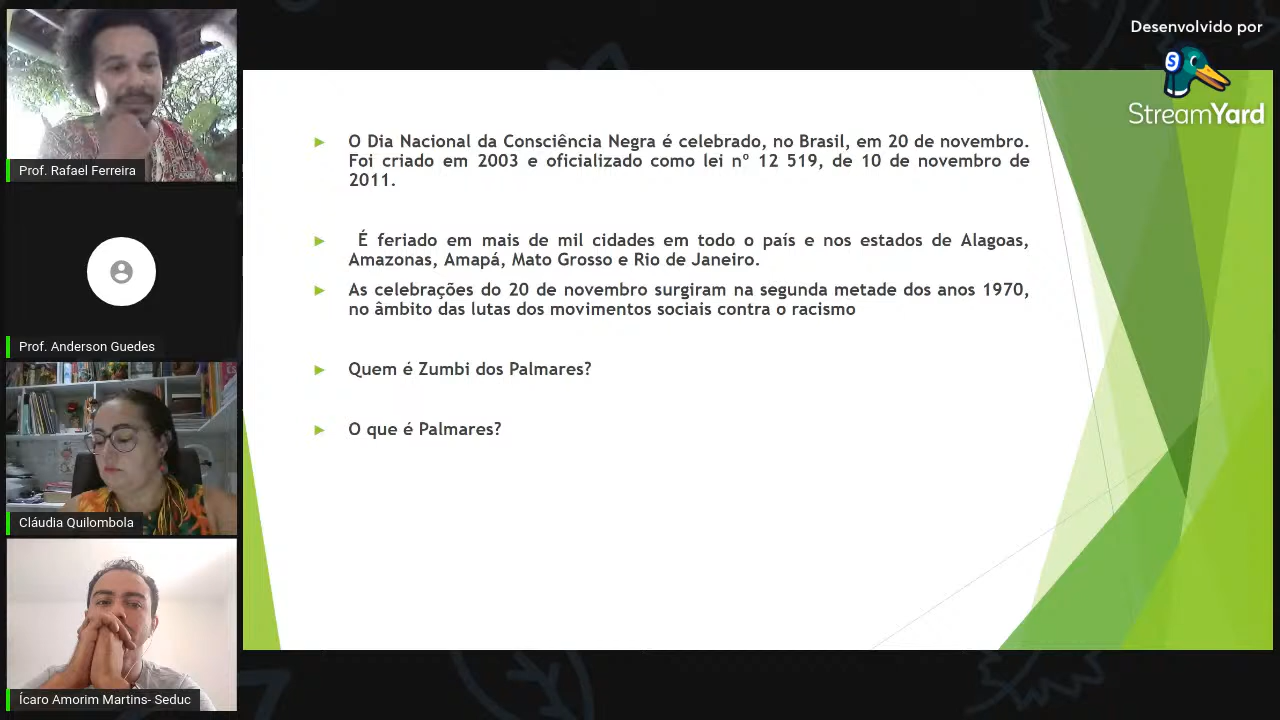 Desenvolvido por
StreamYard
Prof. Rafael Ferreira
Prof. Anderson Guedes
Cláudia Quilombola
Ícaro Amorim Martins- Seduc
O Dia Nacional da Consciência Negra é celebrado, no Brasil, em 20 de novembro.
Foi criado em 2003 e oficializado como lei nº 12 519, de 10 de novembro de
2011.
É feriado em mais de mil cidades em todo o país e nos estados de Alagoas,
Amazonas, Amapá, Mato Grosso e Rio de Janeiro.
As celebrações do 20 de novembro surgiram na segunda metade dos anos 1970,
no âmbito das lutas dos movimentos sociais contra o racismo
Quem é Zumbi dos Palmares?
O que é Palmares?